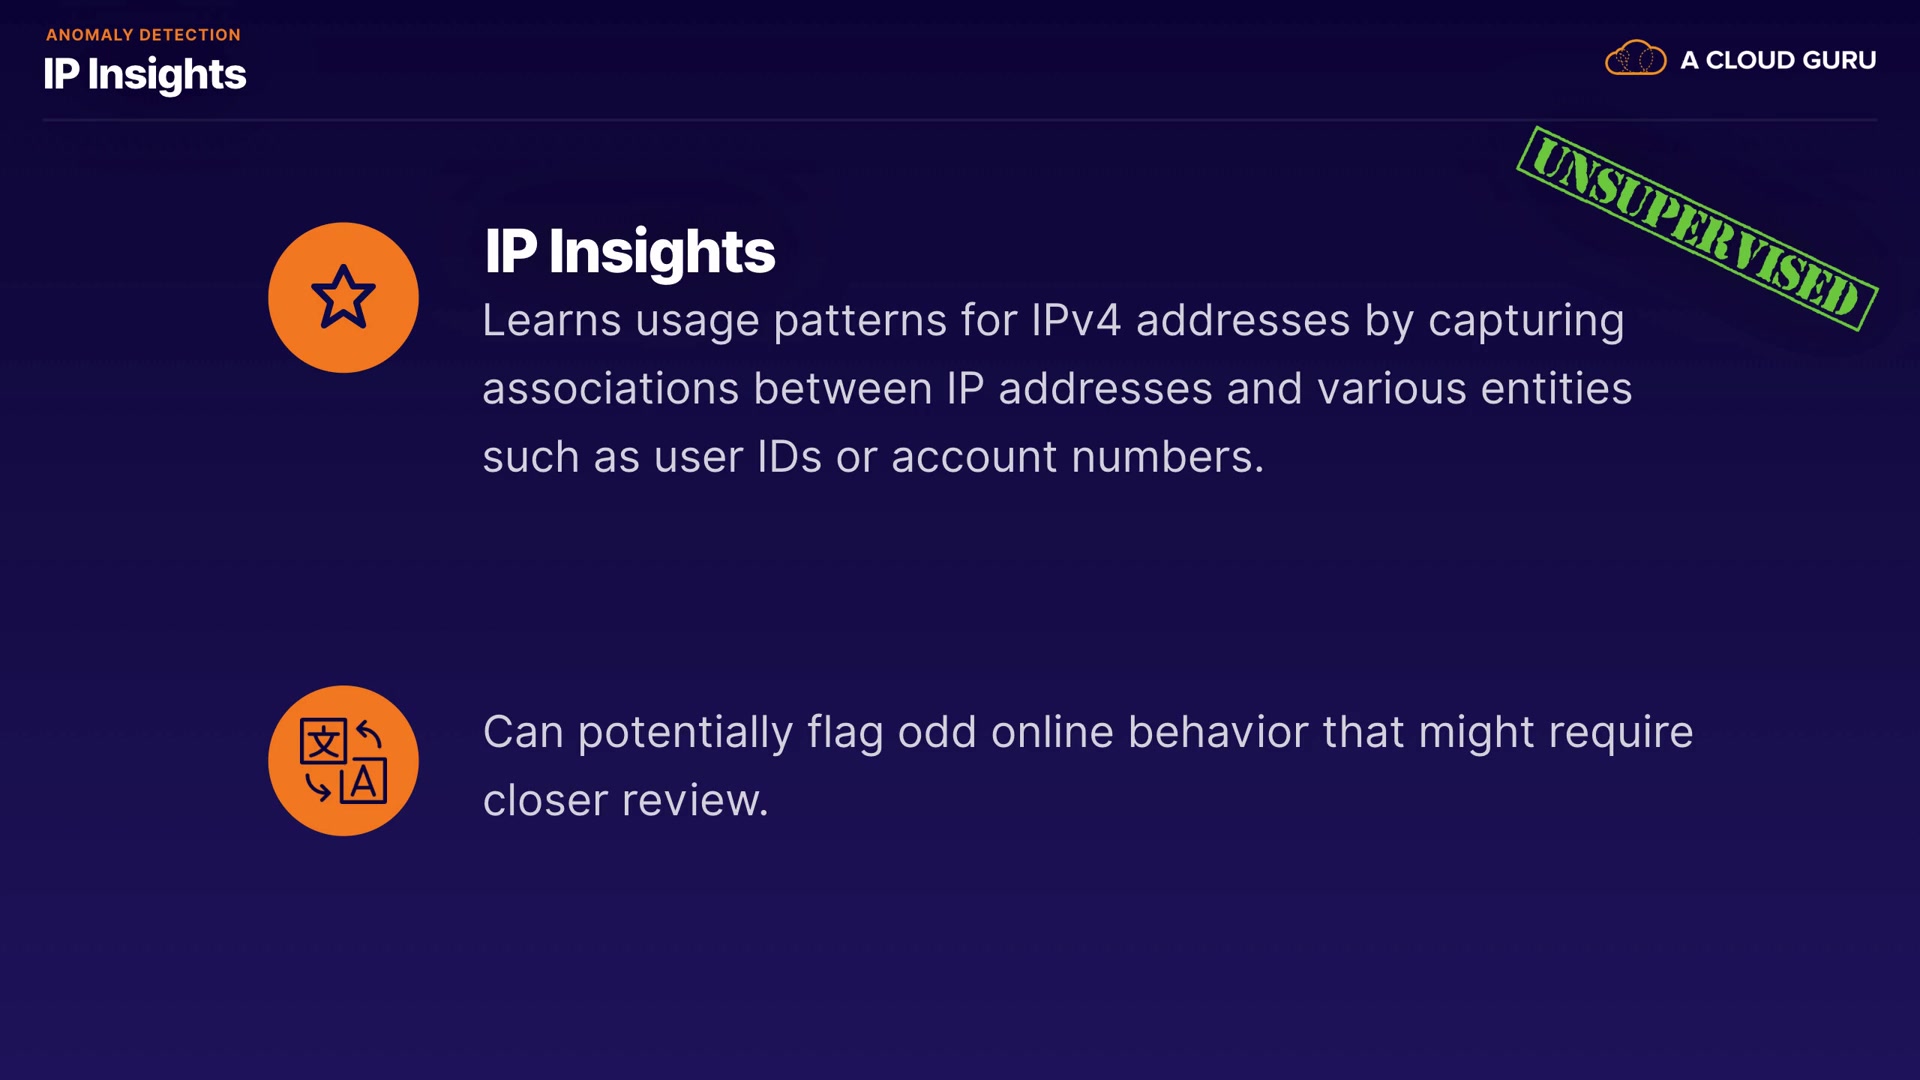 ANOMALY DETECTION
IP Insights
A CLOUD GURU
UNSUPERVISED
IP Insights
Learns usage patterns for IPv4 addresses by capturing
associations between IP addresses and various entities
such as user IDs or account numbers.
文
A
Can potentially flag odd online behavior that might require
closer review.